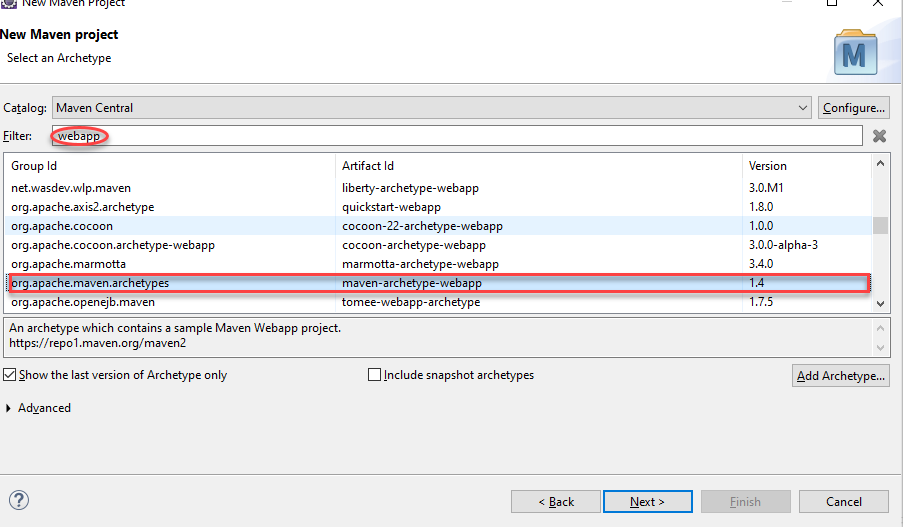 New Maven Project
New Maven project
Select an Archetype
M
Catalog: Maven Central Configure...
Filter: webapp
Group Id Artifact Id Version
net.wasdev.wlp.maven liberty-archetype-webapp 3.0.M1
org.apache.axis2.archetype quickstart-webapp 1.8.0
org.apache.cocoon cocoon-22-archetype-webapp 1.0.0
org.apache.cocoon.archetype-webapp cocoon-archetype-webapp 3.0.0-alpha-3
org.apache.marmotta marmotta-archetype-webapp 3.4.0
org.apache.maven.archetypes maven-archetype-webapp 1.4
org.apache.openejb.maven tomee-webapp-archetype 1.7.5
An archetype which contains a sample Maven Webapp project.
https://repo1.maven.org/maven2
Show the last version of Archetype only Include snapshot archetypes Add Archetype...
Advanced
? < Back Next > Finish Cancel